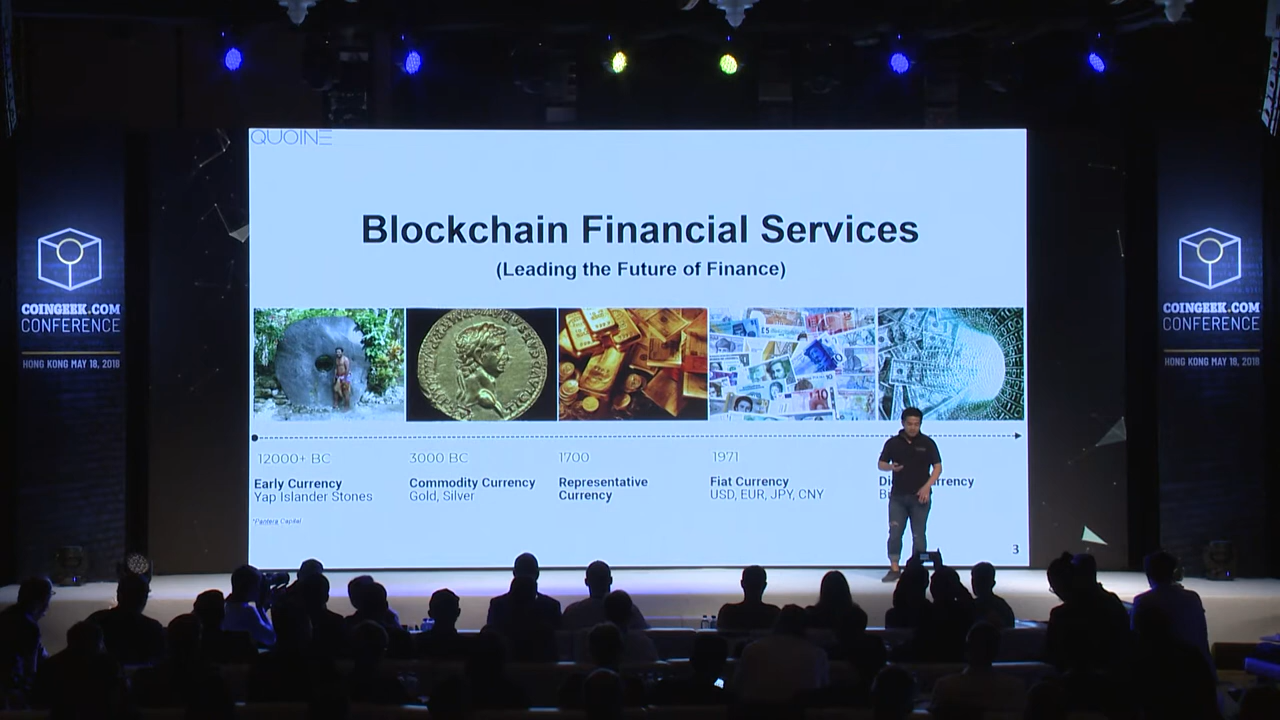 QUOINE
Blockchain Financial Services
(Leading the Future of Finance)
12000+ BC
Early Currency
Yap Islander Stones
*Pantera Capital
3000 BC
Commodity Currency
Gold, Silver
1700
Representative
Currency
1971
Fiat Currency
USD, EUR, JPY, CNY
3
COINGEEK.COM
CONFERENCE
HONG KONG MAY 18, 2018
COINGEEK.COM
CONFERENCE
HONG KONG MAY 18, 2018